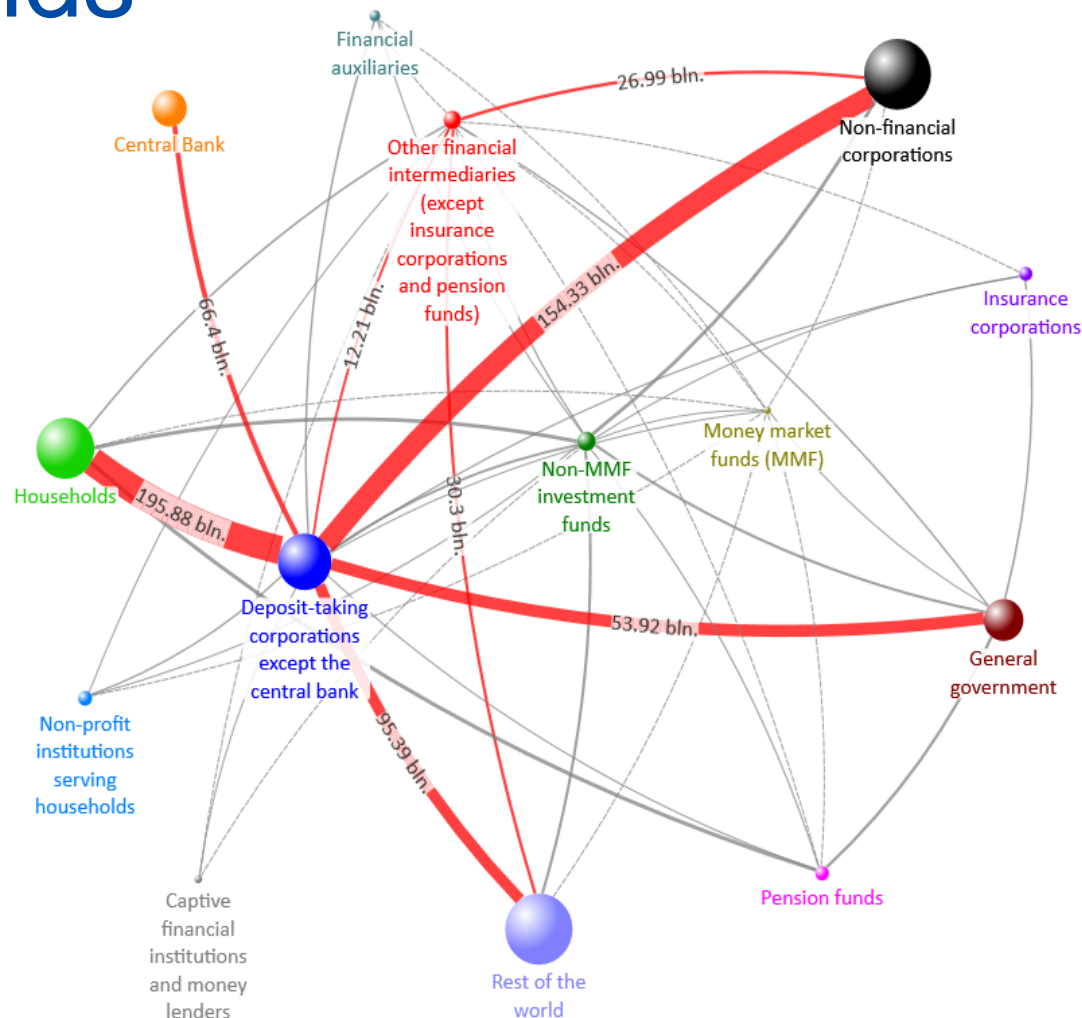 Financial
auxiliaries
26.99 bln.
Central Bank
Non-financial
corporations
Other financial
intermediaries
(except
insurance
corporations
and pension
funds)
154.33 bln.
Insurance
corporations
66.4 bln.
12.21 bln.
Money market
funds (MMF)
Non-MMF
investment
funds
Households
195.88 bln.
30.3 bln.
Deposit-taking
corporations
except the
central bank
53.92 bln.
General
government
Non-profit
institutions
serving
households
95.39 bln.
Captive
financial
institutions
and money
lenders
Pension funds
Rest of the
world